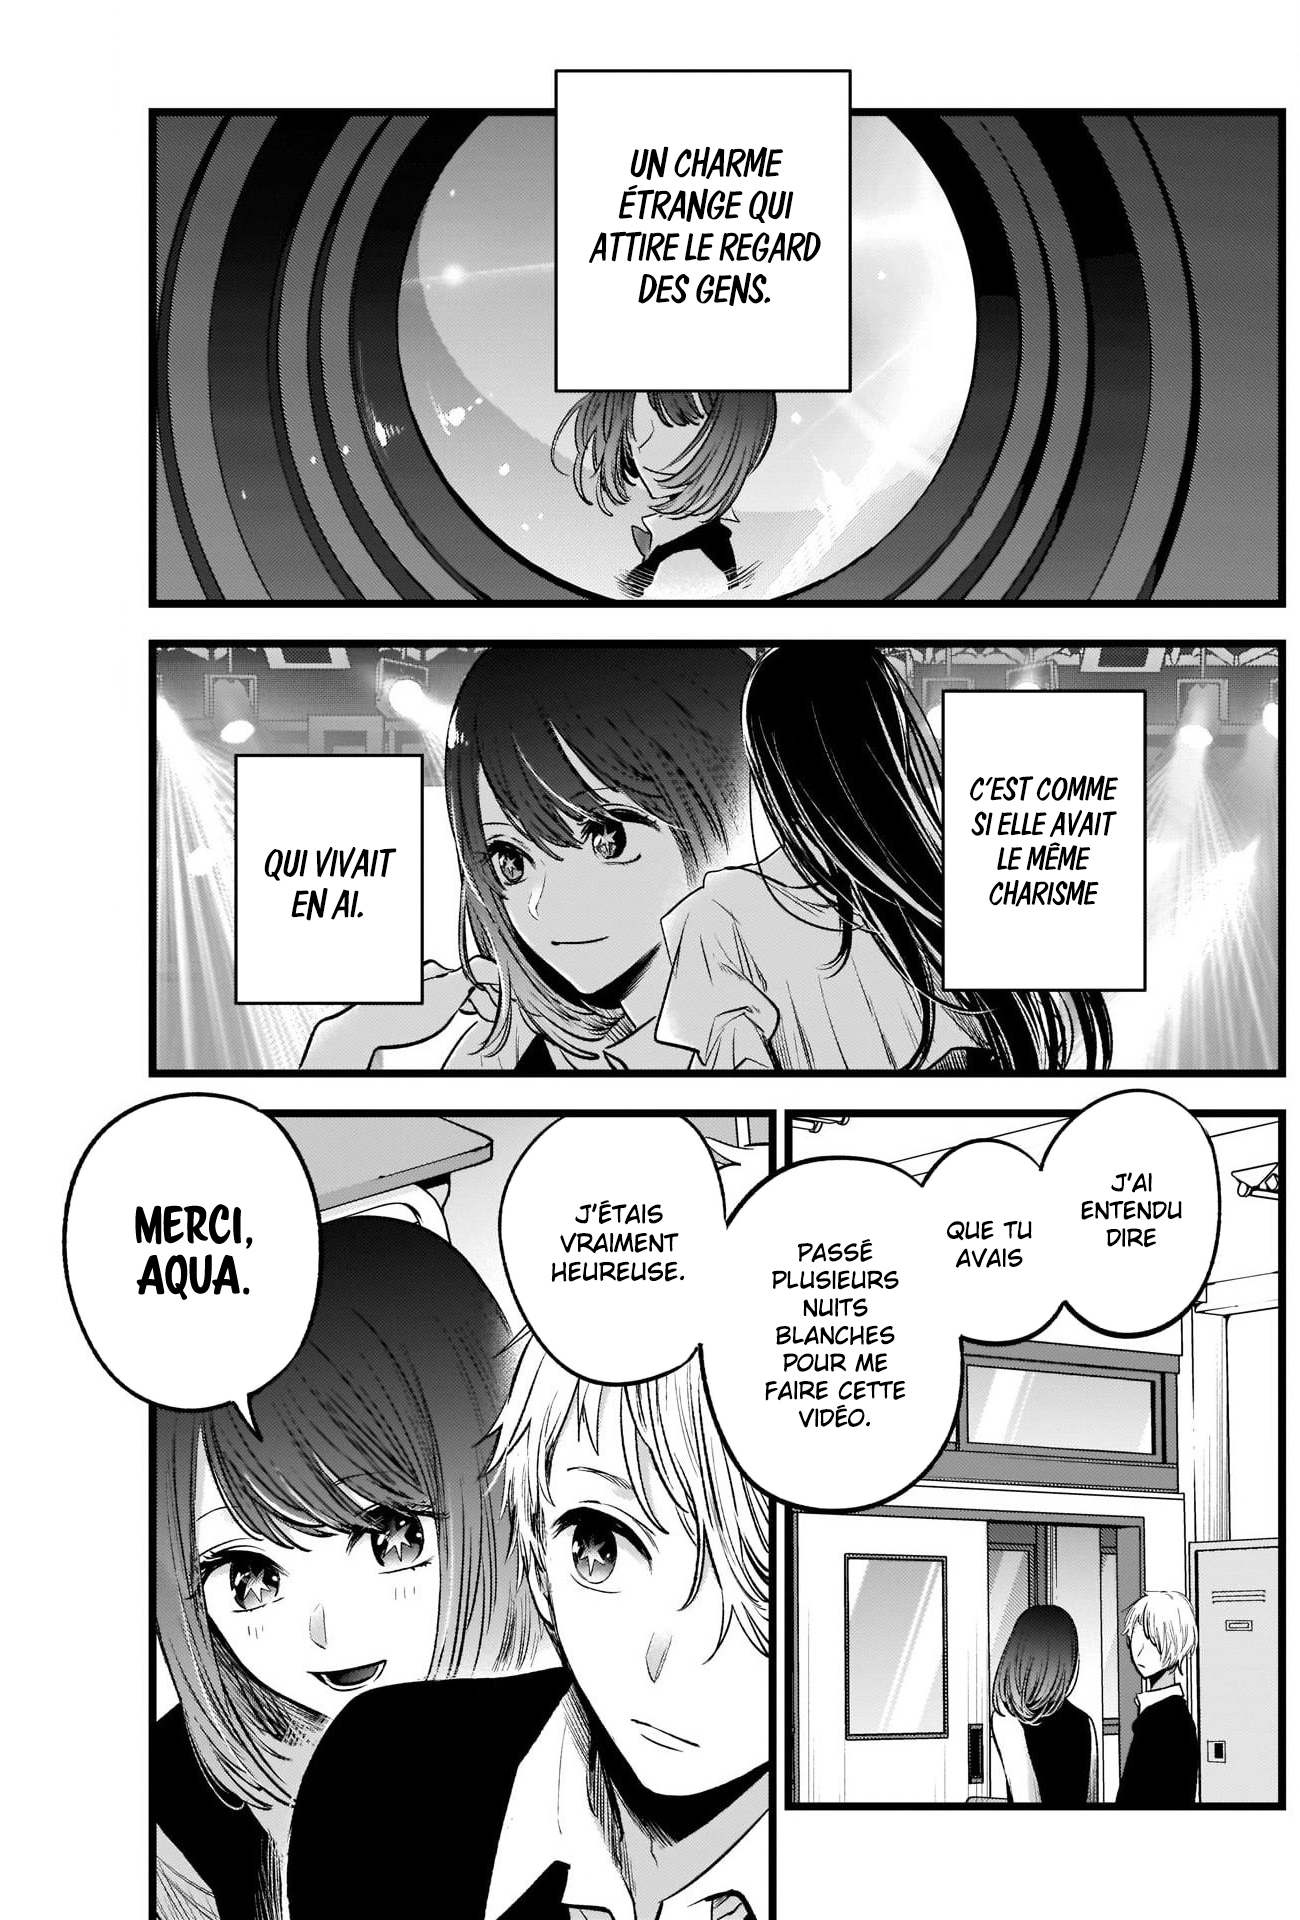 UN CHARME
ÉTRANGE QUI
ATTIRE LE REGARD
DES GENS.
C'EST COMME
SI ELLE AVAIT
LE MÊME
CHARISME
QUI VIVAIT
EN AI.
J'AI
ENTENDU
DIRE
QUE TU
AVAIS
PASSÉ
PLUSIEURS
NUITS
BLANCHES
POUR ME
FAIRE CETTE
VIDÉO.
J'ÉTAIS
VRAIMENT
HEUREUSE.
MERCI,
AQUA.